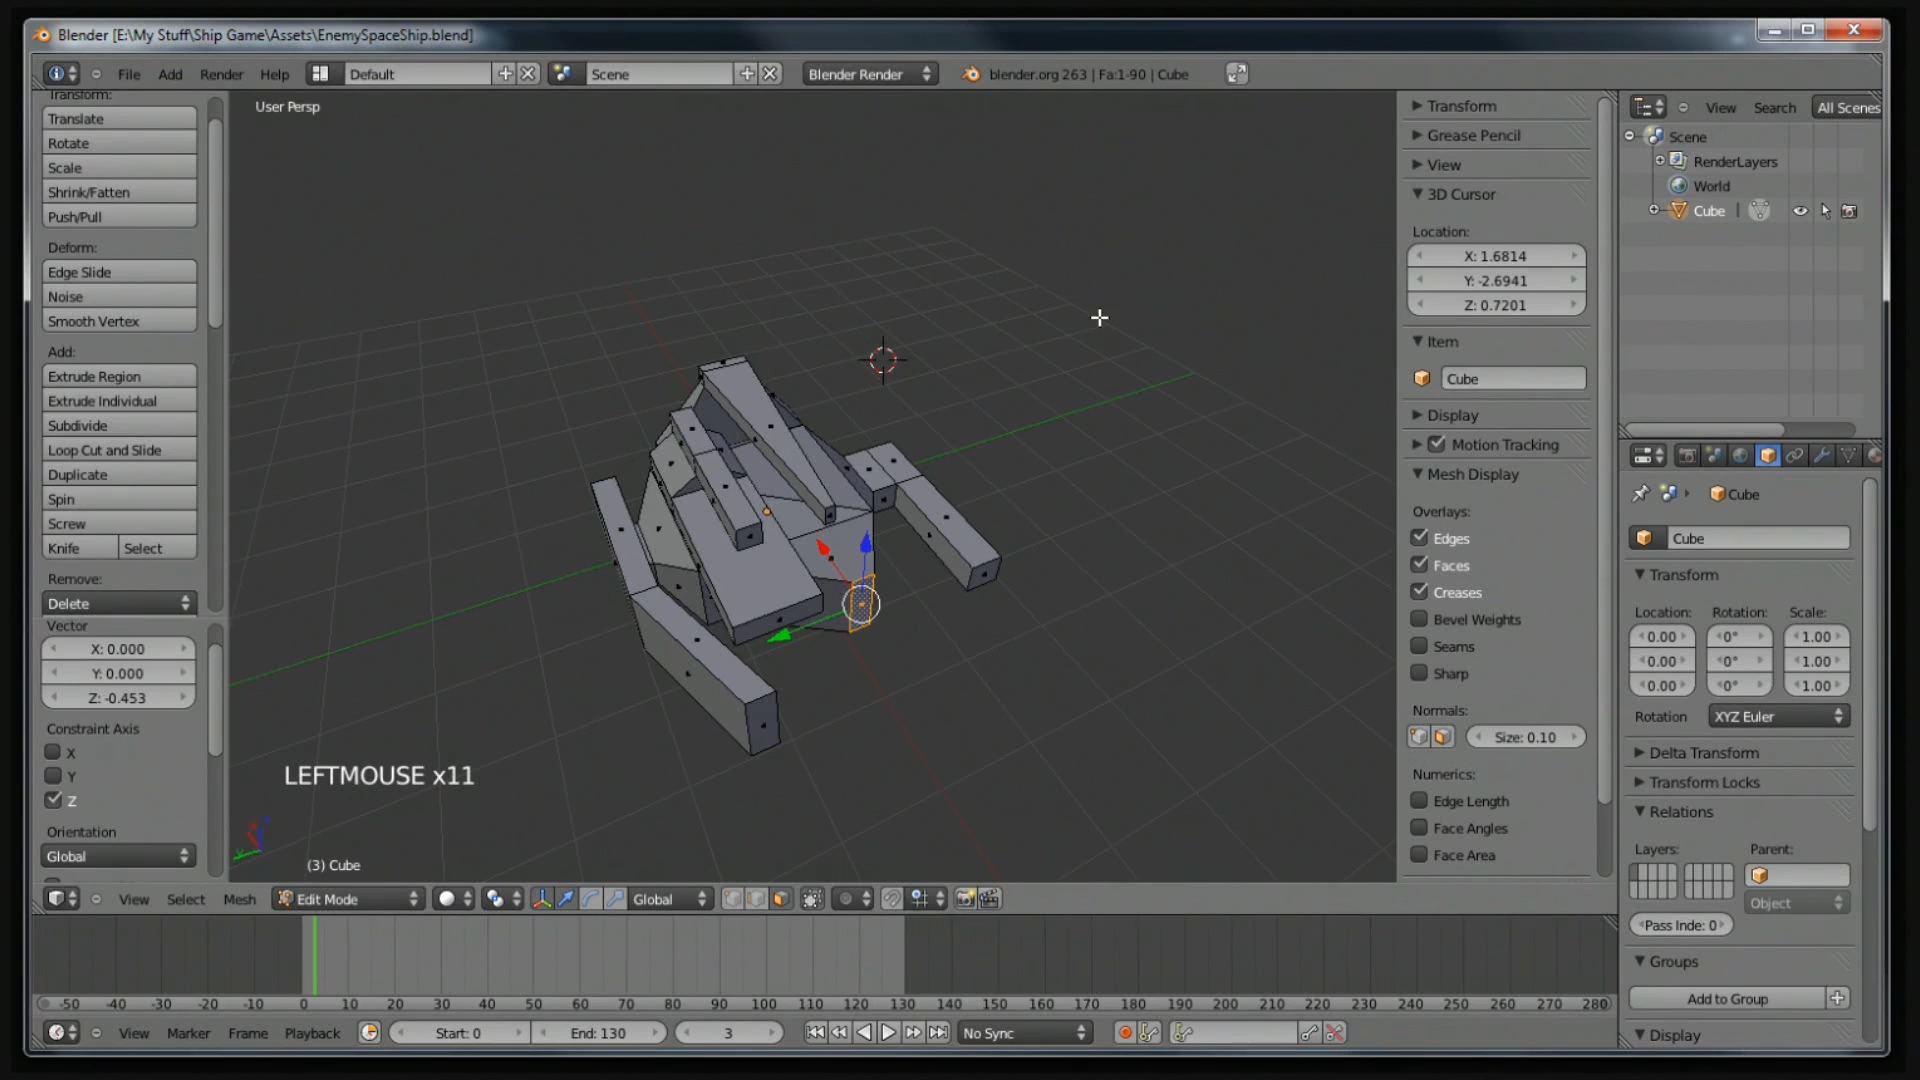 Blender [E:\My Stuff\Ship Game\Assets\EnemySpaceShip.blend]
File Add Render Help Default Scene Blender Render blender.org 263 | Fa:1-90 | Cube
Transform:
Translate
Rotate
Scale
Shrink/Fatten
Push/Pull
Deform:
Edge Slide
Noise
Smooth Vertex
Add:
Extrude Region
Extrude Individual
Subdivide
Loop Cut and Slide
Duplicate
Spin
Screw
Knife Select
Remove:
Delete
Vector
X: 0.000
Y: 0.000
Z: -0.453
Constraint Axis
X
Y
Z
Orientation
Global
User Persp
LEFTMOUSE x11
(3) Cube
Transform
Grease Pencil
View
3D Cursor
Location:
X: 1.6814
Y: -2.6941
Z: 0.7201
Item
Cube
Display
Motion Tracking
Mesh Display
Overlays:
Edges
Faces
Creases
Bevel Weights
Seams
Sharp
Normals:
Size: 0.10
Numerics:
Edge Length
Face Angles
Face Area
View Search All Scenes
Scene
RenderLayers
World
Cube
Cube
Cube
Transform
Location: Rotation: Scale:
0.00 0° 1.00
0.00 0° 1.00
0.00 0° 1.00
Rotation XYZ Euler
Delta Transform
Transform Locks
Relations
Layers: Parent:
Object
Pass Inde: 0
Groups
Add to Group
Display
View Select Mesh Edit Mode Global
-50 -40 -30 -20 -10 0 10 20 30 40 50 60 70 80 90 100 110 120 130 140 150 160 170 180 190 200 210 220 230 240 250 260 270 280
View Marker Frame Playback Start: 0 End: 130 3 No Sync